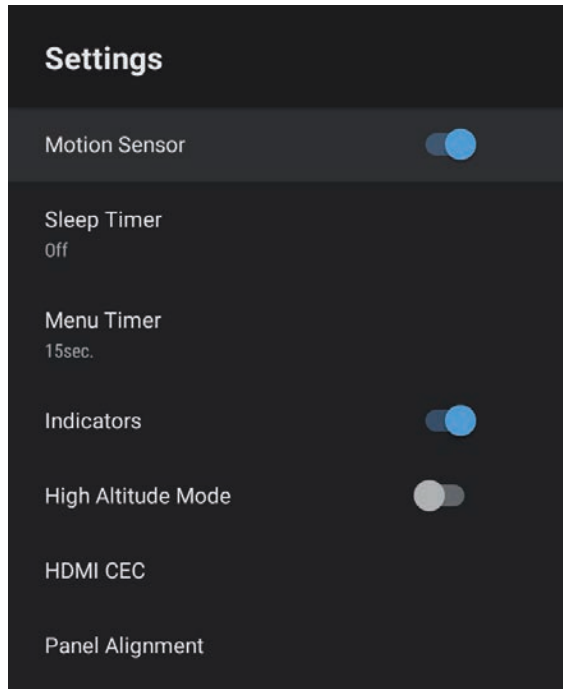 Settings
Motion Sensor
Sleep Timer
Off
Menu Timer
15sec.
Indicators
High Altitude Mode
HDMI CEC
Panel Alignment